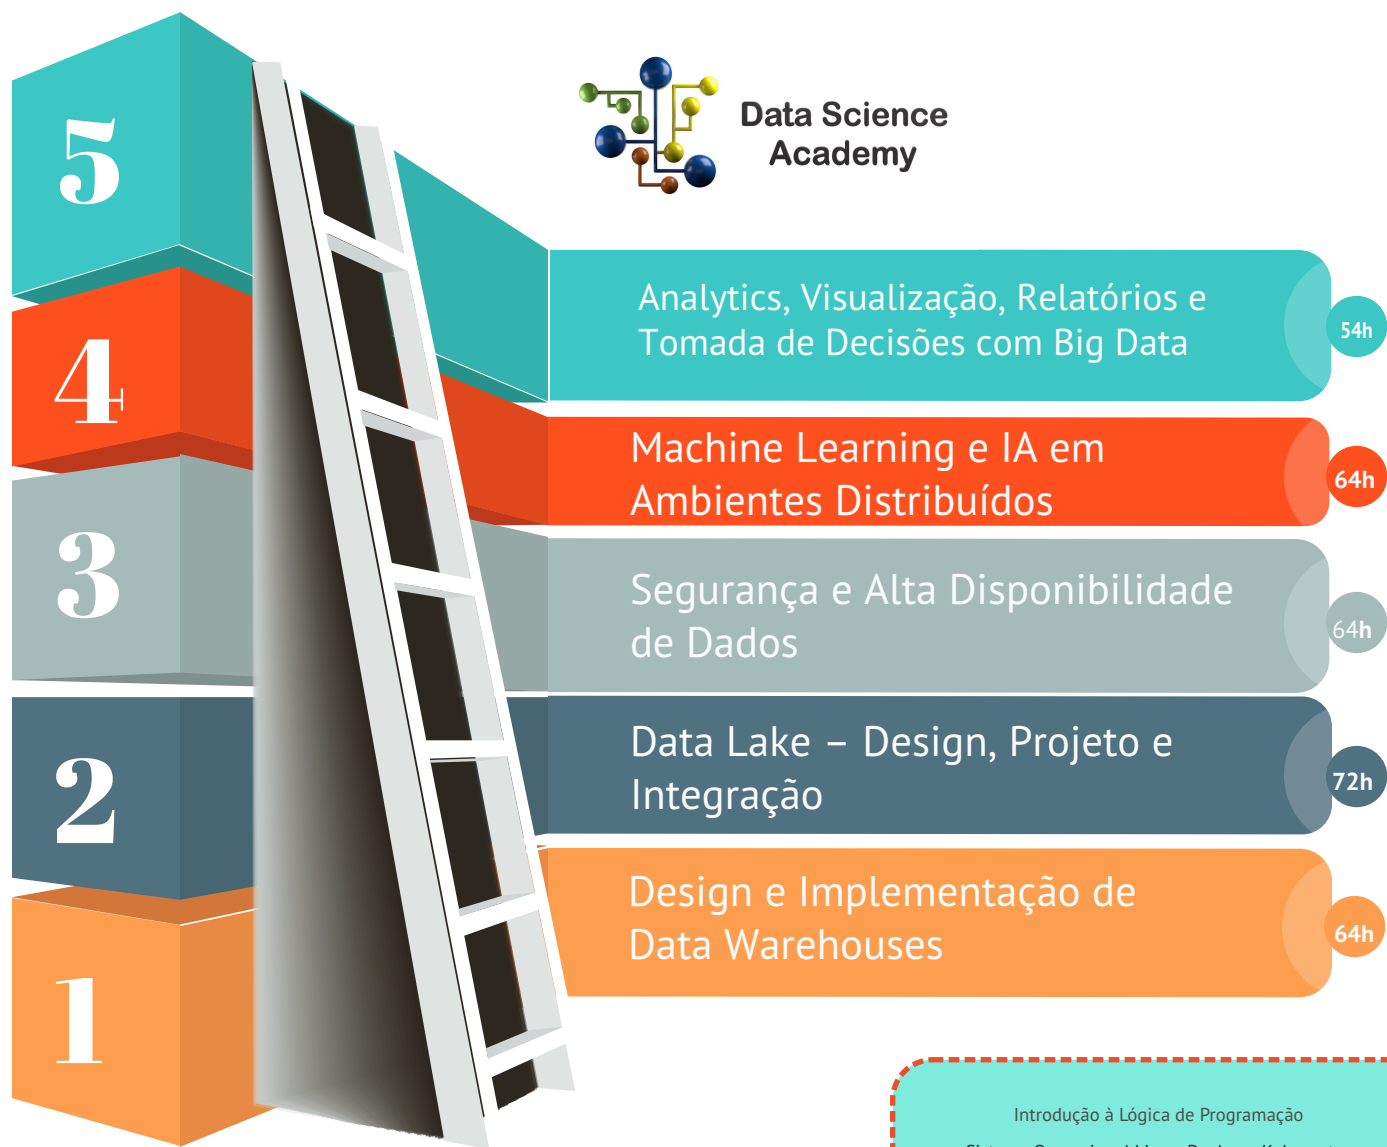 5
Data Science
Academy
Analytics, Visualização, Relatórios e
Tomada de Decisões com Big Data
54h
4
Machine Learning e IA em
Ambientes Distribuídos
64h
3
Segurança e Alta Disponibilidade
de Dados
64h
2
Data Lake – Design, Projeto e
Integração
72h
1
Design e Implementação de
Data Warehouses
64h
Introdução à Lógica de Programação